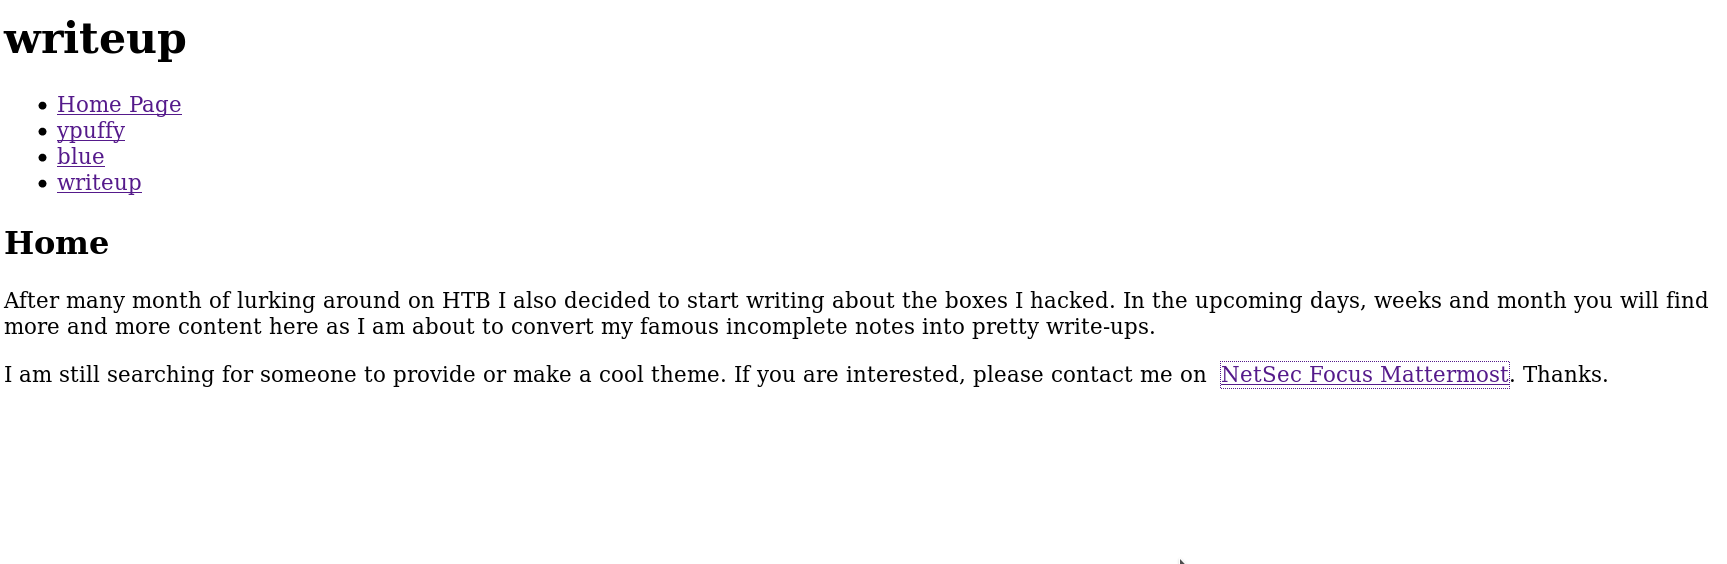 writeup
Home Page
ypuffy
blue
writeup
Home
After many month of lurking around on HTB I also decided to start writing about the boxes I hacked. In the upcoming days, weeks and month you will find
more and more content here as I am about to convert my famous incomplete notes into pretty write-ups.
I am still searching for someone to provide or make a cool theme. If you are interested, please contact me on NetSec Focus Mattermost. Thanks.